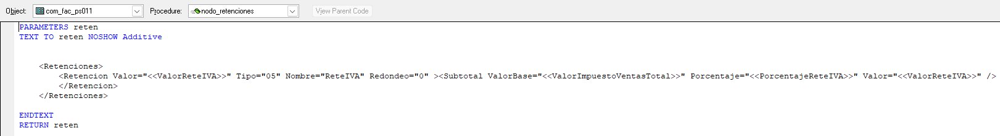 Object: com_fac_ps011 Procedure: nodo_retenciones View Parent Code
PARAMETERS reten
TEXT TO reten NOSHOW Additive
<Retenciones>
<Retencion Valor="<<ValorReteIVA>>" Tipo="05" Nombre="ReteIVA" Redondeo="0" ><Subtotal ValorBase="<<ValorImpuestoVentasTotal>>" Porcentaje="<<PorcentajeReteIVA>>" Valor="<<ValorReteIVA>>" />
</Retencion>
</Retenciones>
ENDTEXT
RETURN reten